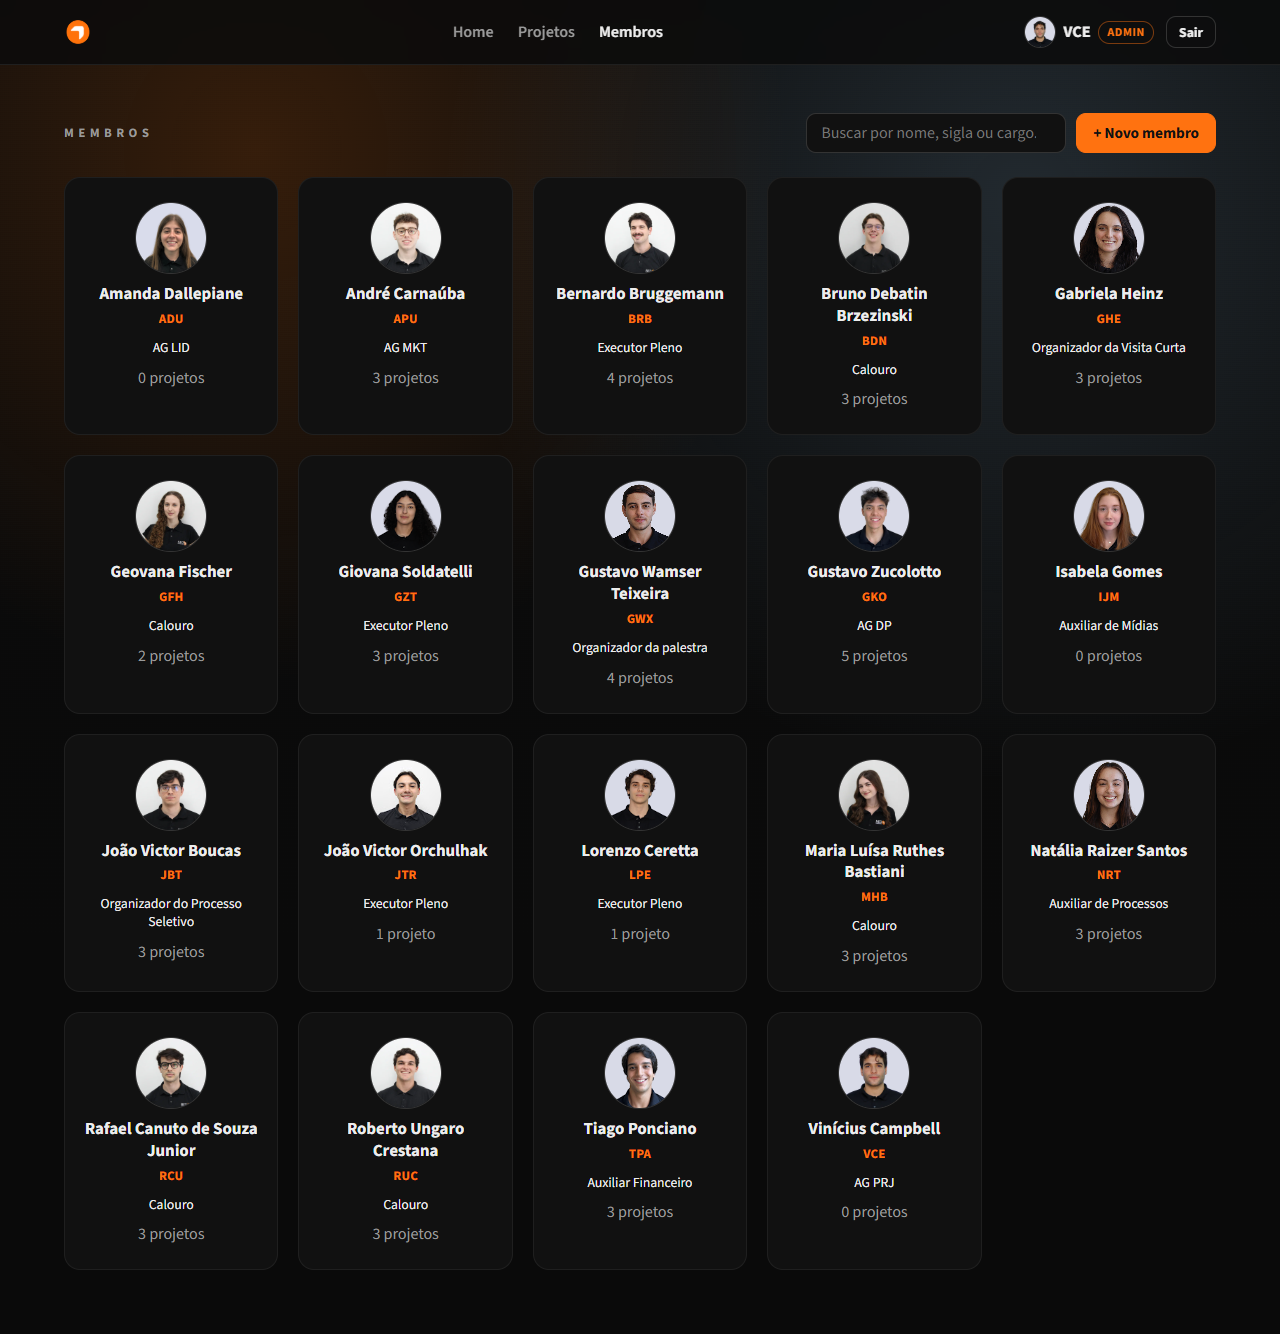 Home Projetos Membros
VCE ADMIN Sair
MEMBROS
Buscar por nome, sigla ou cargo.
+ Novo membro
Amanda Dallepiane
ADU
AG LID
0 projetos
André Carnaúba
APU
AG MKT
3 projetos
Bernardo Bruggemann
BRB
Executor Pleno
4 projetos
Bruno Debatin
Brzezinski
BDN
Calouro
3 projetos
Gabriela Heinz
GHE
Organizador da Visita Curta
3 projetos
Geovana Fischer
GFH
Calouro
2 projetos
Giovana Soldatelli
GZT
Executor Pleno
3 projetos
Gustavo Wamser
Teixeira
GWX
Organizador da palestra
4 projetos
Gustavo Zucolotto
GKO
AG DP
5 projetos
Isabela Gomes
IJM
Auxiliar de Mídias
0 projetos
João Victor Boucas
JBT
Organizador do Processo
Seletivo
3 projetos
João Victor Orchulhak
JTR
Executor Pleno
1 projeto
Lorenzo Ceretta
LPE
Executor Pleno
1 projeto
Maria Luísa Ruthes
Bastiani
MHB
Calouro
3 projetos
Natália Raizer Santos
NRT
Auxiliar de Processos
3 projetos
Rafael Canuto de Souza
Junior
RCU
Calouro
3 projetos
Roberto Ungaro
Crestana
RUC
Calouro
3 projetos
Tiago Ponciano
TPA
Auxiliar Financeiro
3 projetos
Vinícius Campbell
VCE
AG PRJ
0 projetos